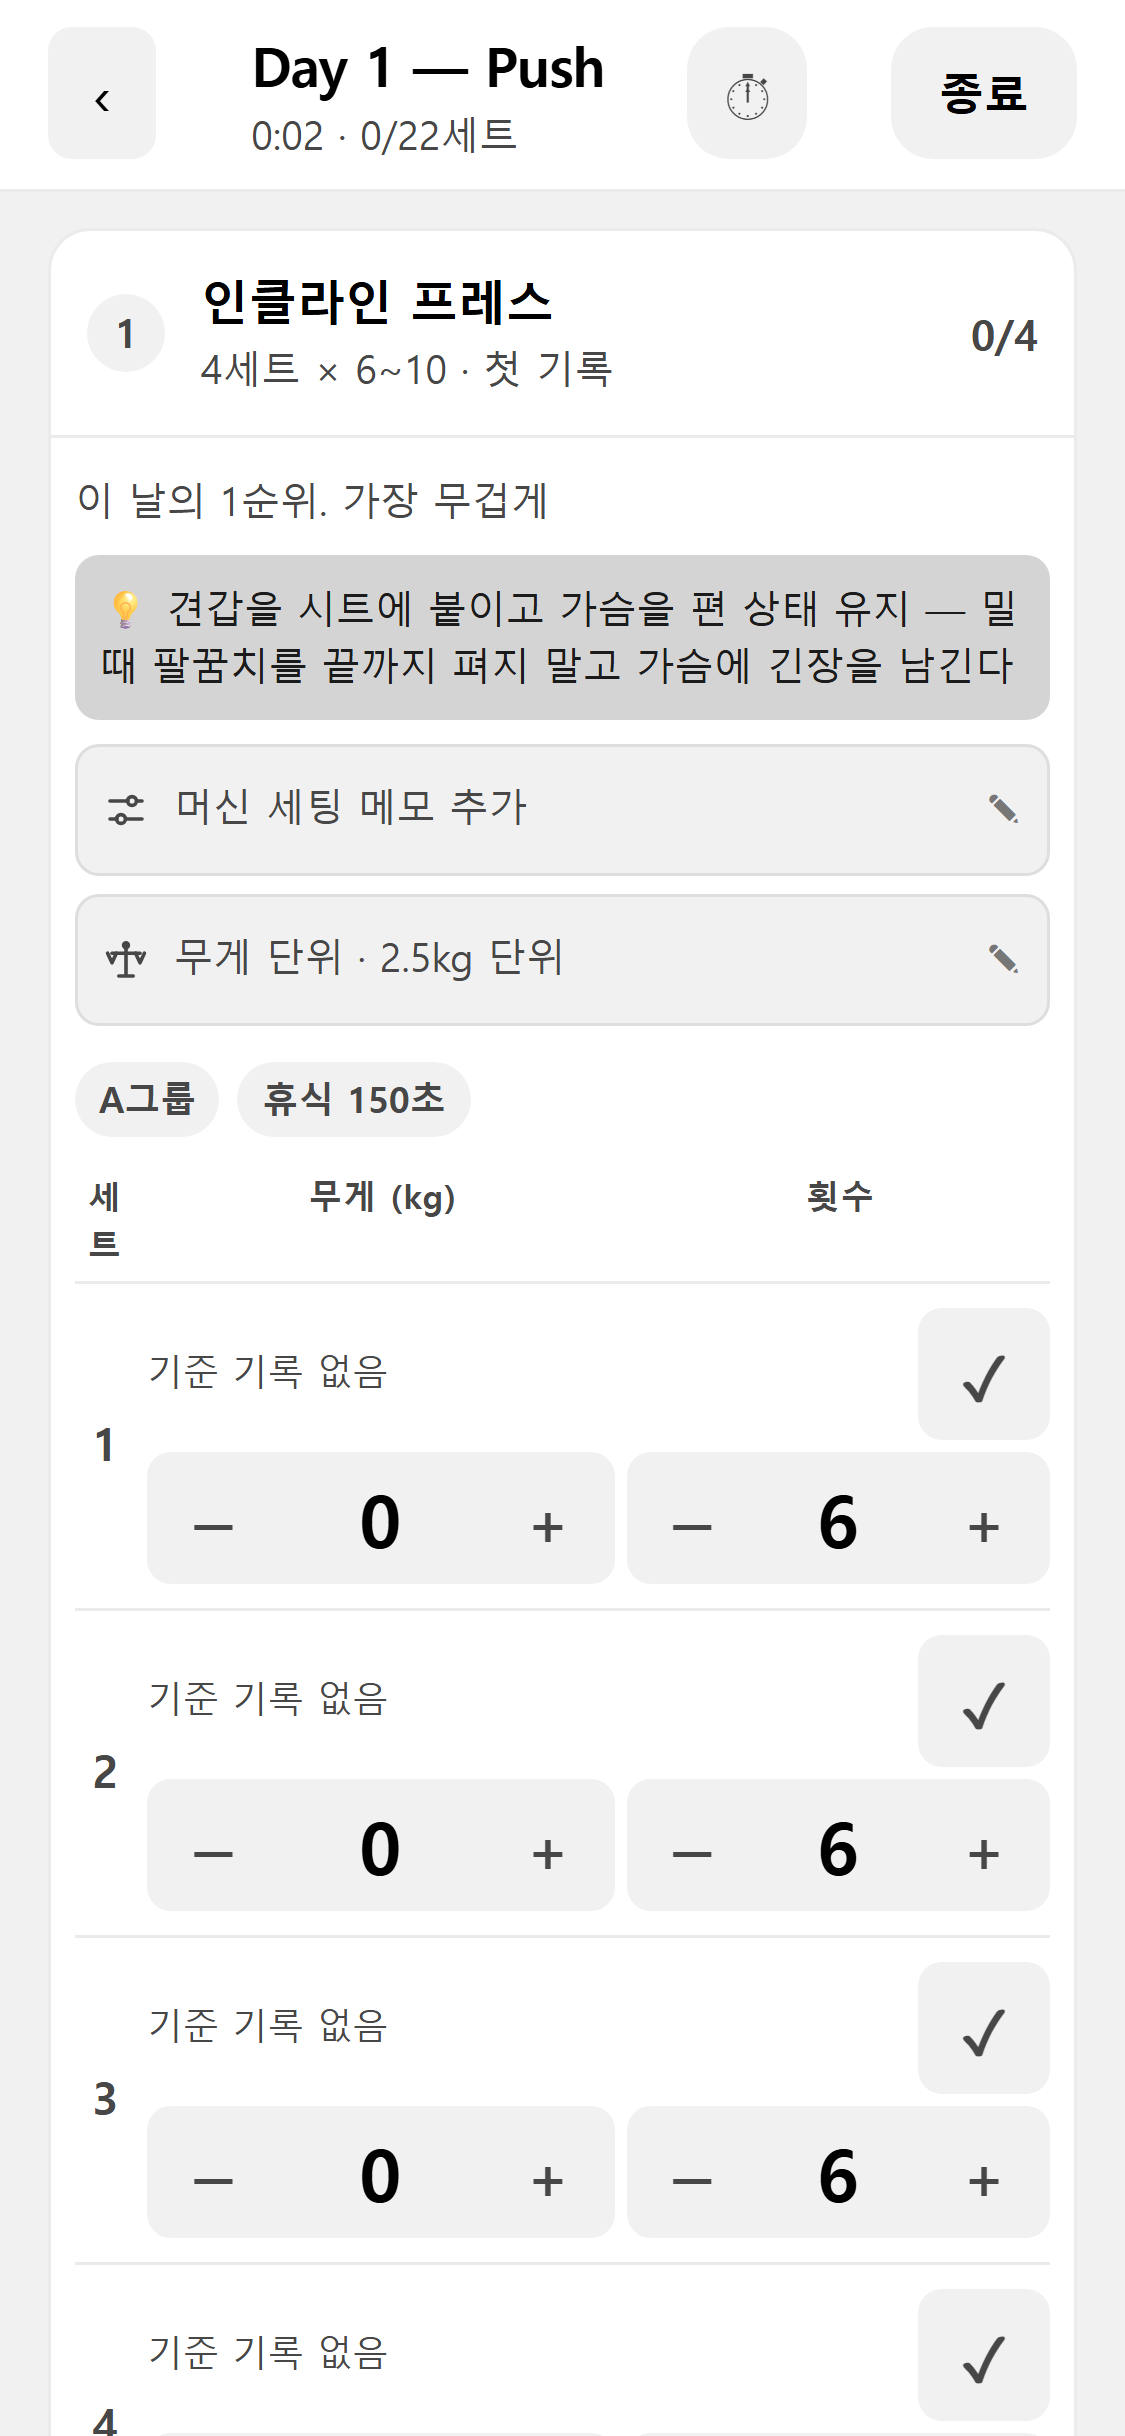 ‹
Day 1 — Push
0:02 · 0/22세트
종료
1
인클라인 프레스
4세트 × 6~10 · 첫 기록
0/4
이 날의 1순위. 가장 무겁게
💡 견갑을 시트에 붙이고 가슴을 편 상태 유지 — 밀
때 팔꿈치를 끝까지 펴지 말고 가슴에 긴장을 남긴다
머신 세팅 메모 추가
무게 단위 · 2.5kg 단위
A그룹
휴식 150초
세
트
무게 (kg)
횟수
기준 기록 없음
✓
1
– 0 +
– 6 +
기준 기록 없음
✓
2
– 0 +
– 6 +
기준 기록 없음
✓
3
– 0 +
– 6 +
기준 기록 없음
✓
4